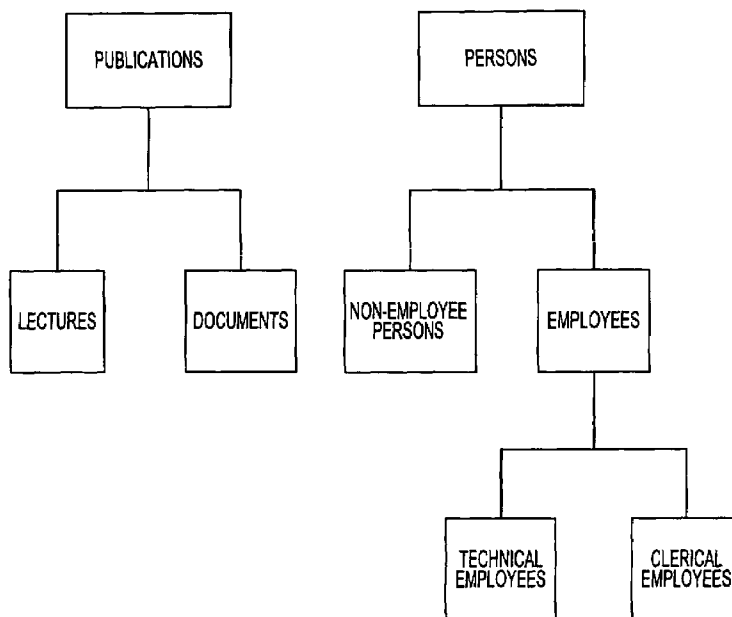 PUBLICATIONS
PERSONS
LECTURES
DOCUMENTS
NON-EMPLOYEE
PERSONS
EMPLOYEES
TECHNICAL
EMPLOYEES
CLERICAL
EMPLOYEES